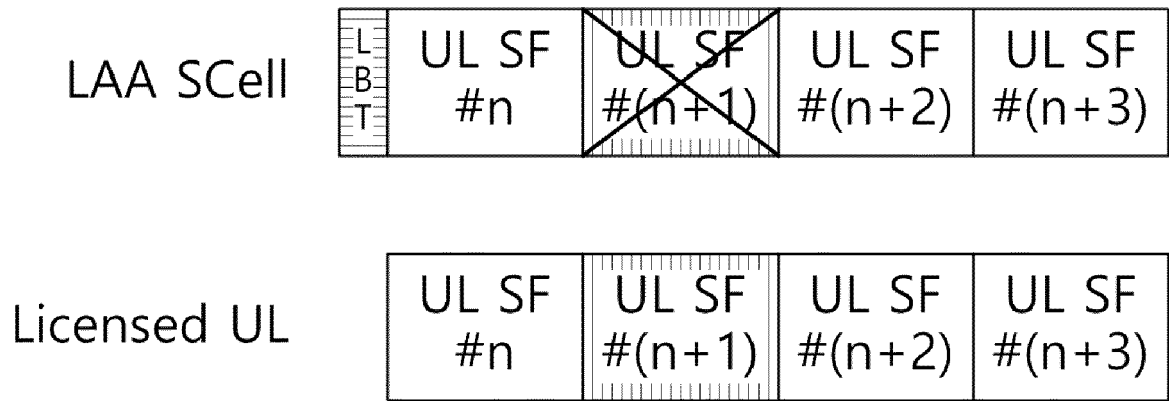 LAA SCell
L
B
T
UL SF
#n
UL SF
#(n+1)
UL SF
#(n+2)
UL SF
#(n+3)
Licensed UL
UL SF
#n
UL SF
#(n+1)
UL SF
#(n+2)
UL SF
#(n+3)